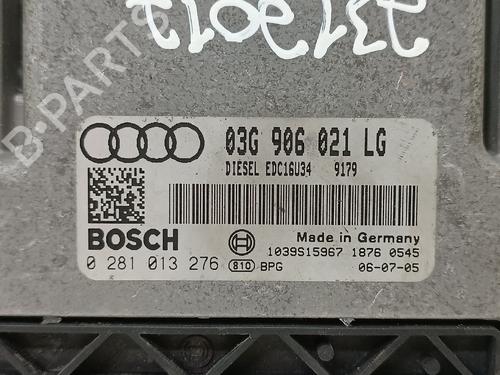 2312012
B-PARTS
03G 906 021 LG
DIESEL EDC16U34 9179
BOSCH
Made in Germany
1039S15967 1876 0545
0 281 013 276 810 BPG 06-07-05